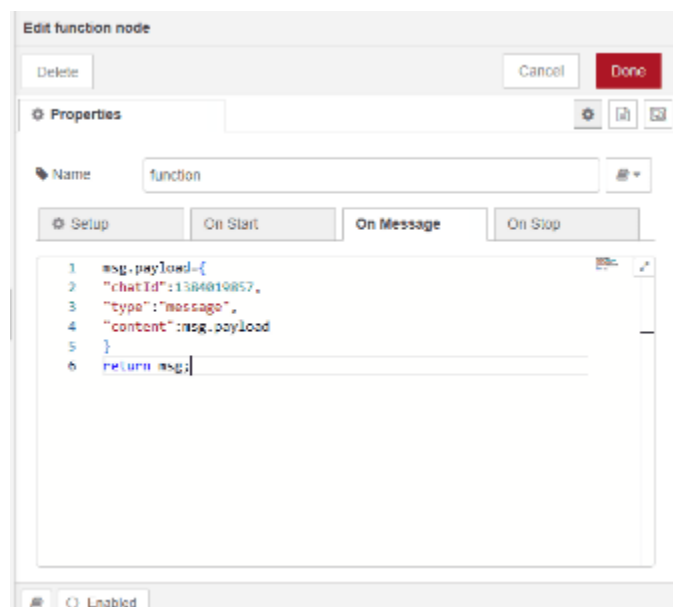 Edit function node
Delete
Cancel
Done
Properties
Name
function
Setup
On Start
On Message
On Stop
1 msg.payload={
2 "chatId":1384019857,
3 "type":"message",
4 "content":msg.payload
5 }
6 return msg;
Enabled